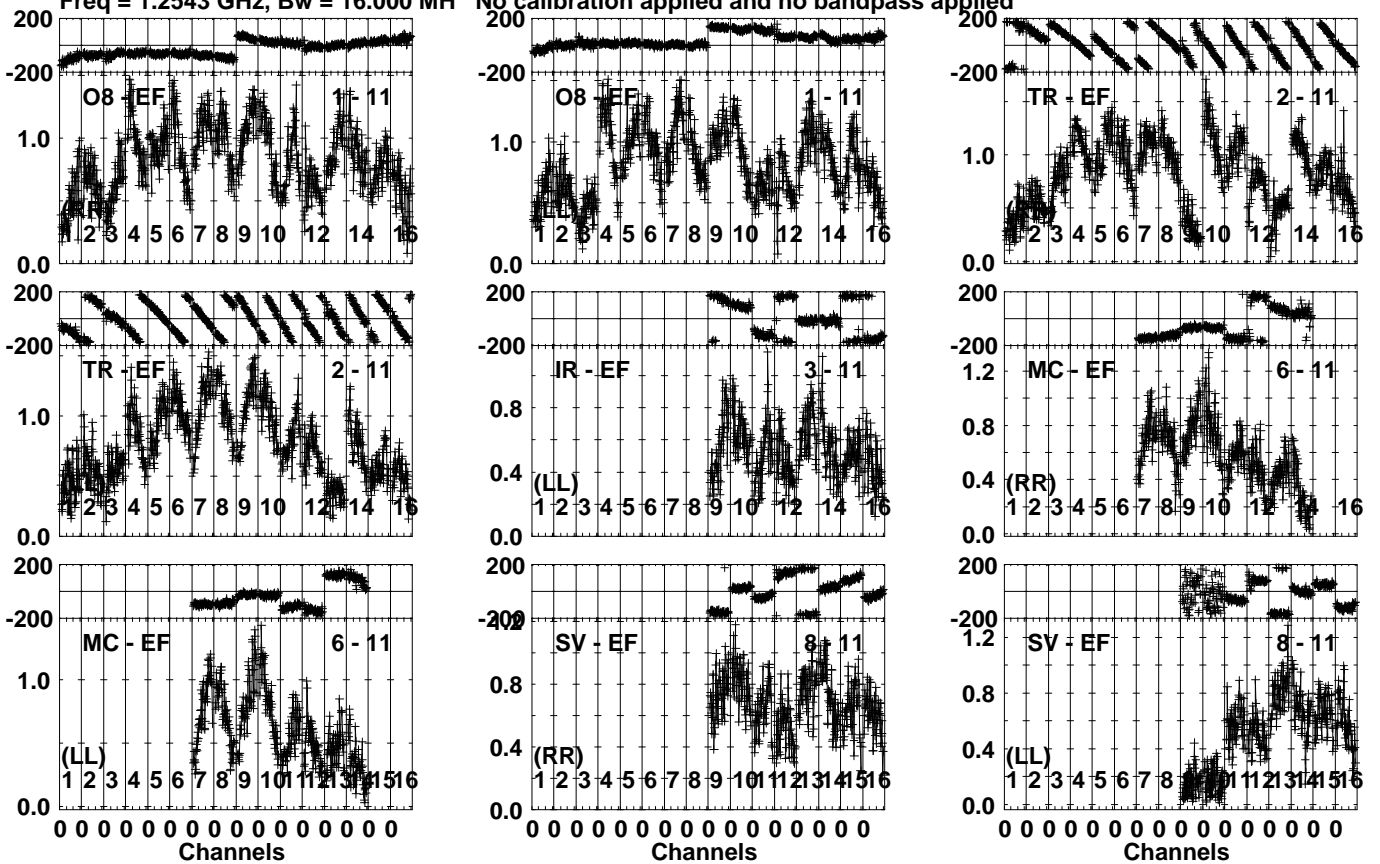 Freq = 1.2543 GHz, Bw = 16.000 MH No calibration applied and no bandpass applied
200
-200
O8 - EF 1 - 11
1.0
(RR)
1 2 3 4 5 6 7 8 9 10 12 14 16
0.0
200
-200
O8 - EF 1 - 11
1.0
(LL)
1 2 3 4 5 6 7 8 9 10 12 14 16
0.0
200
-200
TR - EF 2 - 11
1.0
2 3 4 5 6 7 8 9 10 12 14 16
0.0
200
-200
TR - EF 2 - 11
1.0
1 2 3 4 5 6 7 8 9 10 12 14 16
0.0
200
-200
IR - EF 3 - 11
0.8
0.4
(LL)
1 2 3 4 5 6 7 8 9 10 12 14 16
0.0
200
-200
MC - EF 6 - 11
1.2
0.8
0.4
(RR)
1 2 3 4 5 6 7 8 9 10 12 14 16
0.0
200
-200
MC - EF 6 - 11
1.0
(LL)
1 2 3 4 5 6 7 8 9 10 11 12 13 14 15 16
0.0
0 0 0 0 0 0 0 0 0 0 0 0 0 0 0 0
Channels
200
-200
1.2
SV - EF 8 - 11
0.8
0.4
(RR)
1 2 3 4 5 6 7 8 9 10 11 12 13 14 15 16
0.0
0 0 0 0 0 0 0 0 0 0 0 0 0 0 0 0
Channels
200
-200
1.2
SV - EF 8 - 11
0.8
0.4
(LL)
1 2 3 4 5 6 7 8 11 12 13 14 15 16
0.0
0 0 0 0 0 0 0 0 0 0 0 0 0 0 0 0
Channels